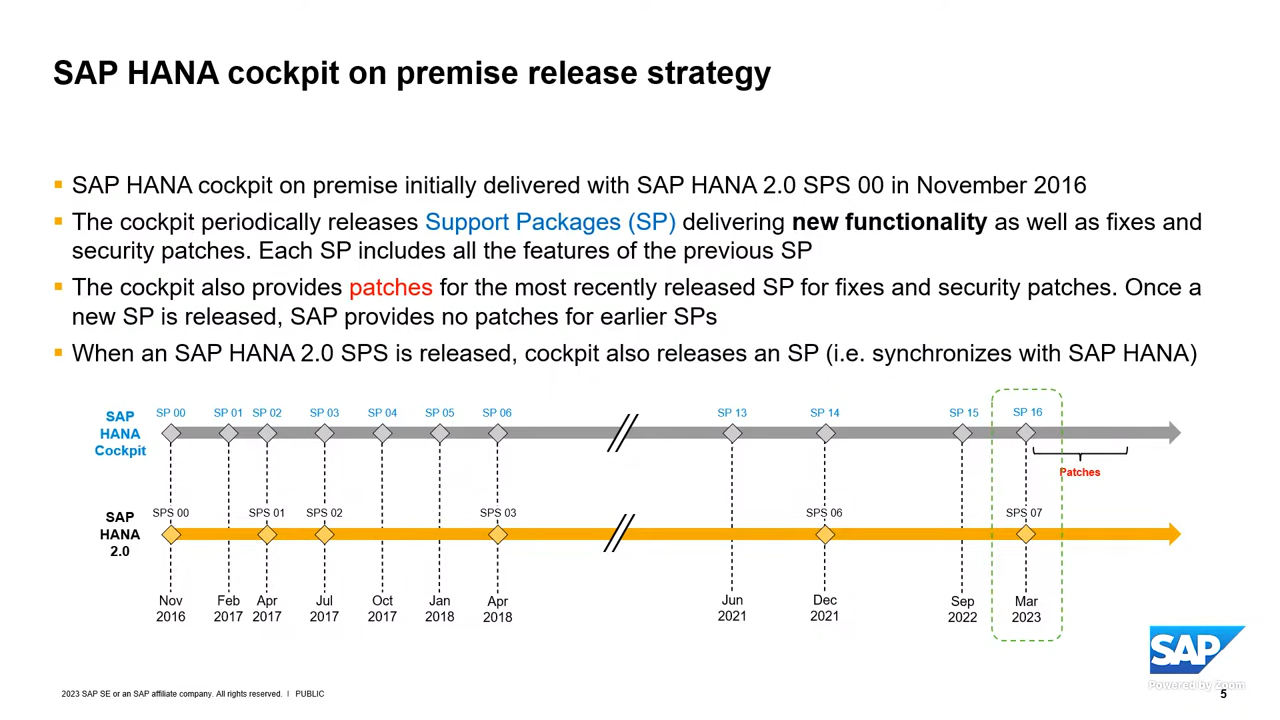 SAP HANA cockpit on premise release strategy
SAP HANA cockpit on premise initially delivered with SAP HANA 2.0 SPS 00 in November 2016
The cockpit periodically releases Support Packages (SP) delivering new functionality as well as fixes and
security patches. Each SP includes all the features of the previous SP
The cockpit also provides patches for the most recently released SP for fixes and security patches. Once a
new SP is released, SAP provides no patches for earlier SPs
When an SAP HANA 2.0 SPS is released, cockpit also releases an SP (i.e. synchronizes with SAP HANA)
SAP
HANA
Cockpit
SP 00 SP 01 SP 02 SP 03 SP 04 SP 05 SP 06 SP 13 SP 14 SP 15 SP 16
Patches
SAP
HANA
2.0
SPS 00 SPS 01 SPS 02 SPS 03 SPS 06 SPS 07
Nov Feb Apr Jul Oct Jan Apr Jun Dec Sep Mar
2016 2017 2017 2017 2017 2018 2018 2021 2021 2022 2023
SAP
Powered by Zoom
2023 SAP SE or an SAP affiliate company. All rights reserved. I PUBLIC
5